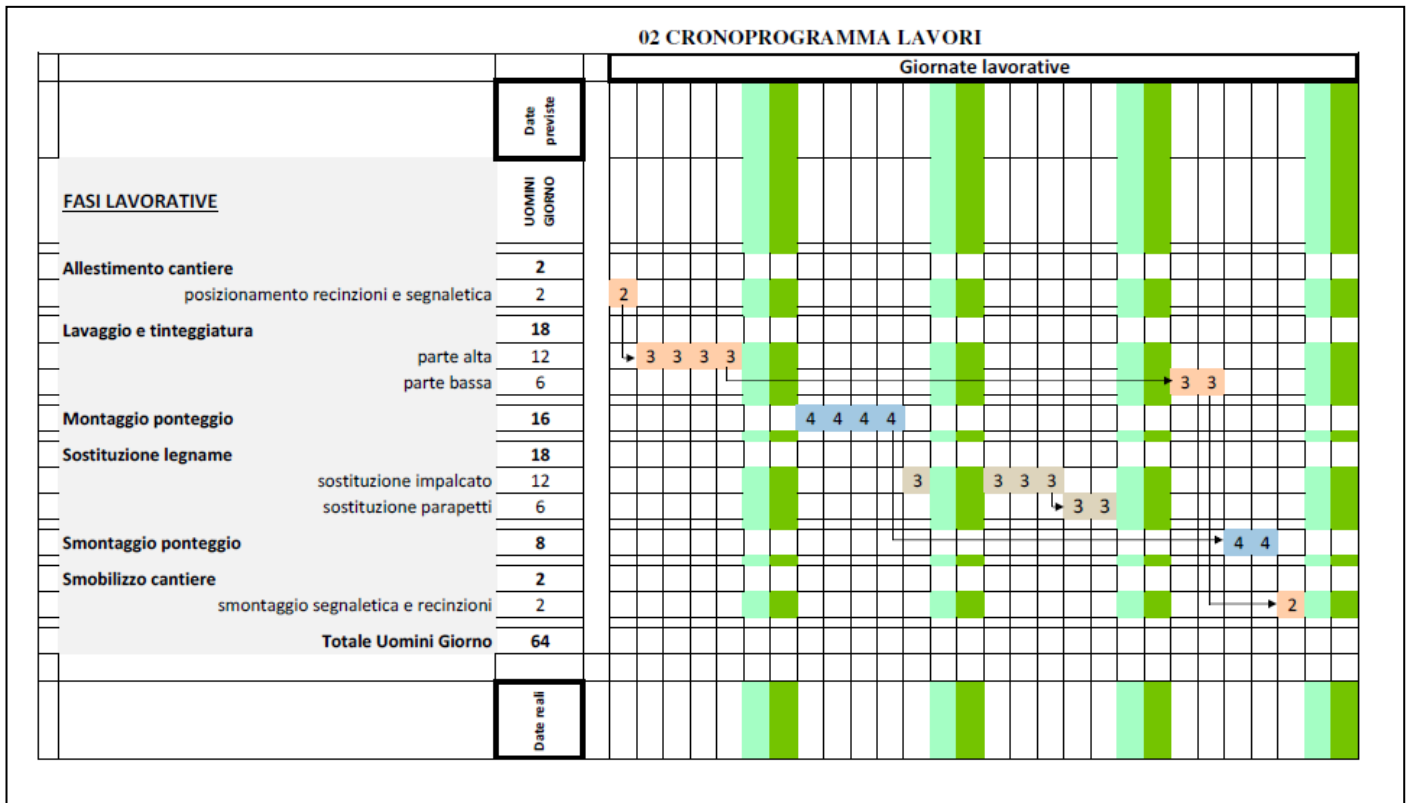 02 CRONOPROGRAMMA LAVORI
Giornate lavorative
Date
previste
FASI LAVORATIVE
UOMINI
GIORNO
Allestimento cantiere 2
posizionamento recinzioni e segnaletica 2 2
Lavaggio e tinteggiatura 18
parte alta 12 3 3 3 3
parte bassa 6 3 3
Montaggio ponteggio 16 4 4 4 4
Sostituzione legname 18
sostituzione impalcato 12 3 3 3 3
sostituzione parapetti 6 3 3
Smontaggio ponteggio 8 4 4
Smobilizzo cantiere 2
smontaggio segnaletica e recinzioni 2 2
Totale Uomini Giorno 64
Date reali